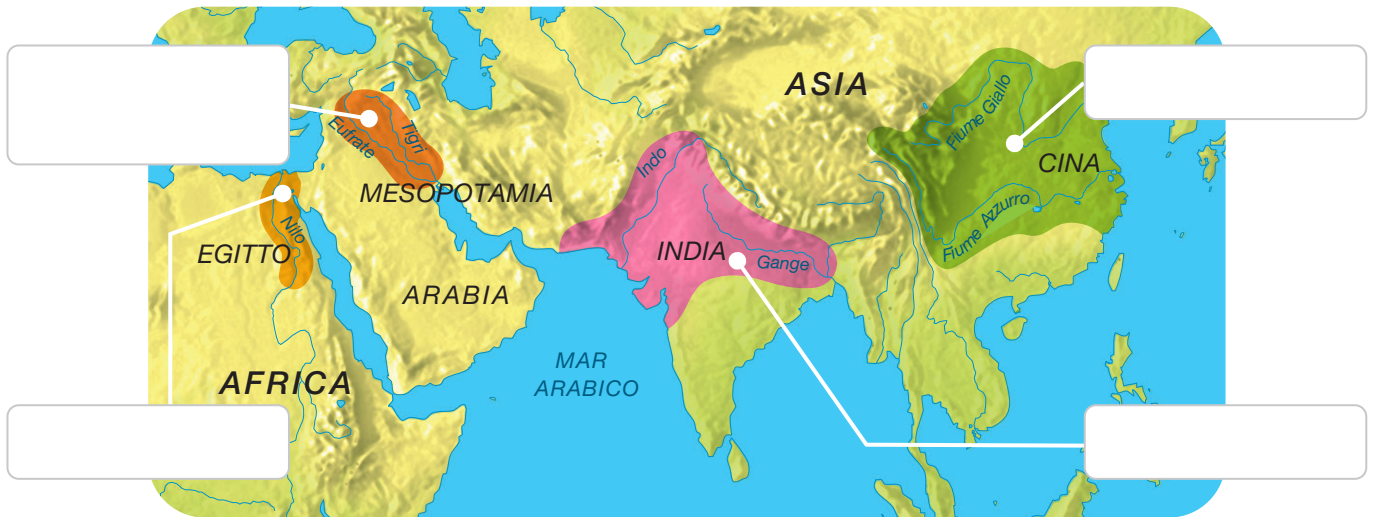 ASIA
Fiume Giallo
CINA
Tigri
Eufrate
Indo
MESOPOTAMIA
Fiume Azzurro
Nilo
EGITTO
INDIA
Gange
ARABIA
MAR
ARABICO
AFRICA